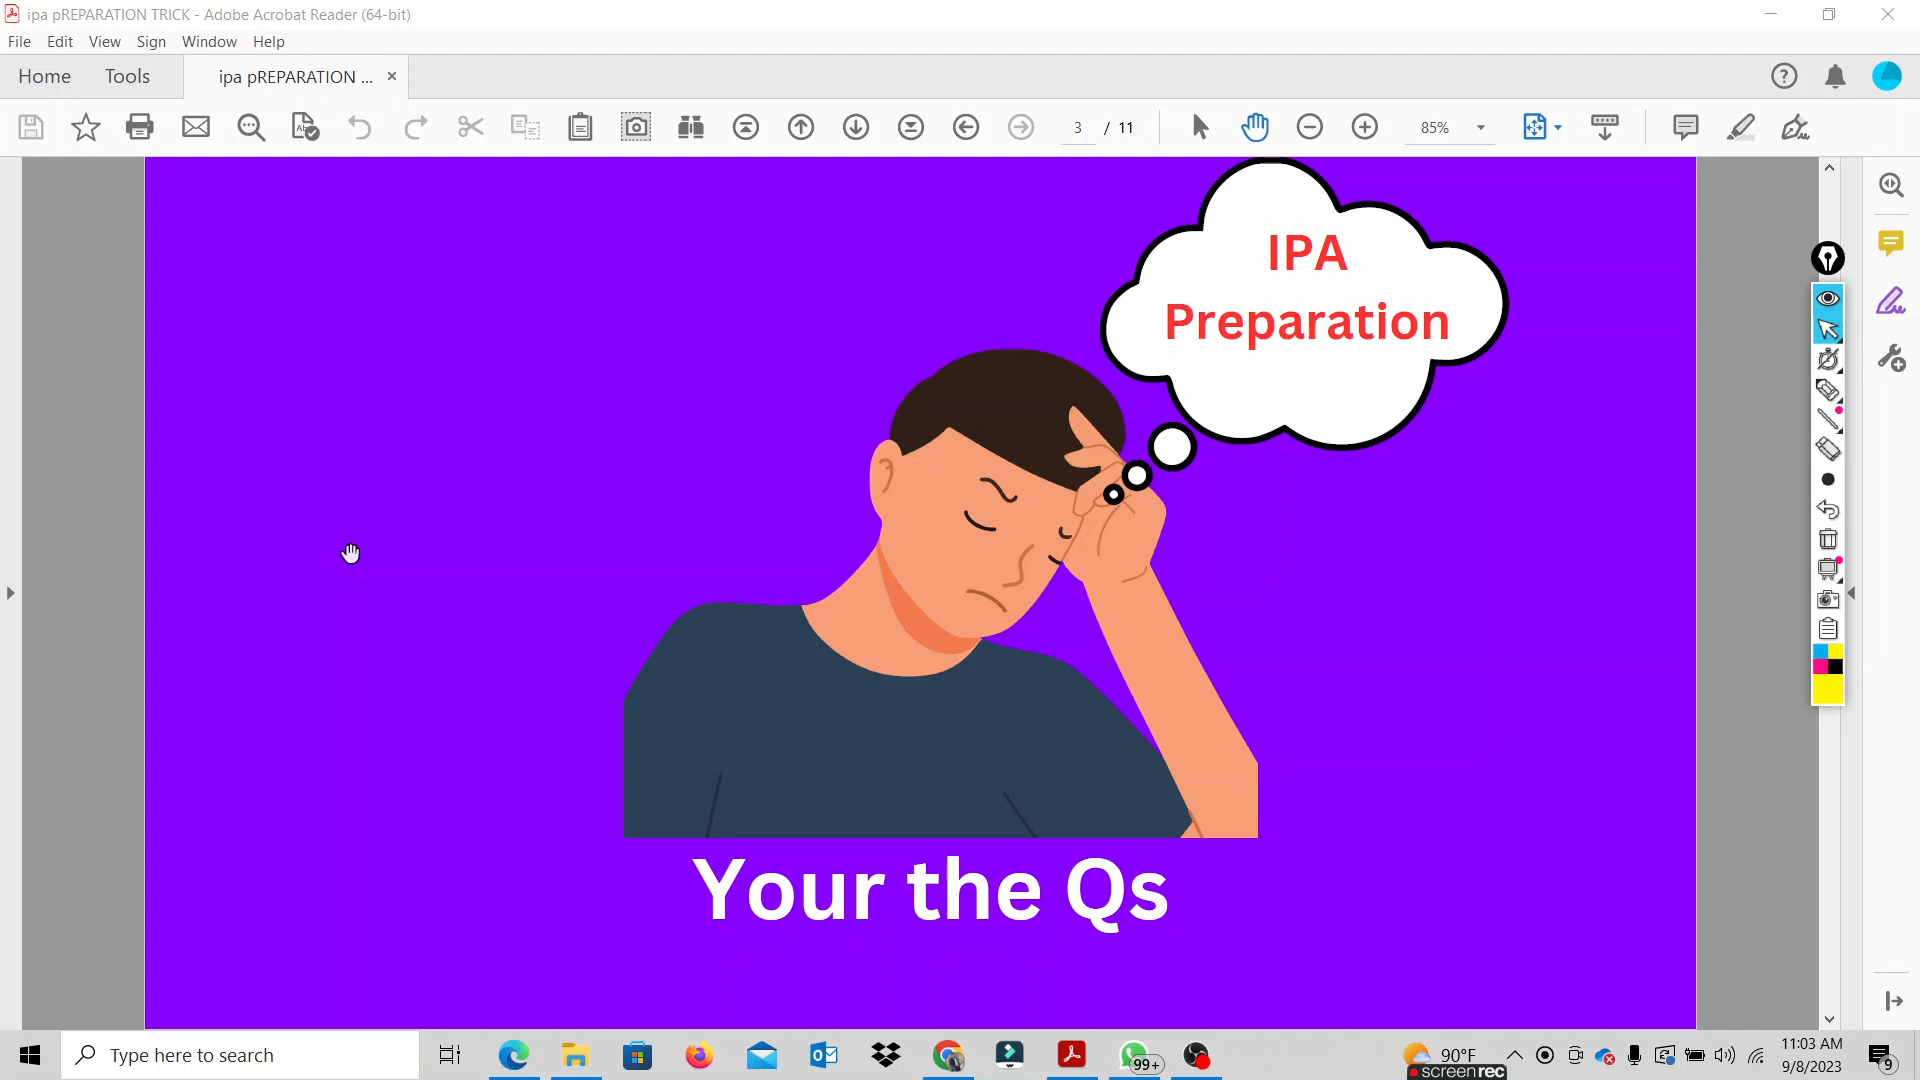 ipa pREPARATION TRICK - Adobe Acrobat Reader (64-bit)
File Edit View Sign Window Help
Home Tools ipa pREPARATION ... ×
3 / 11 85%
IPA
Preparation
Your the Qs
Type here to search
99+
90°F
screenrec
11:03 AM
9/8/2023
9